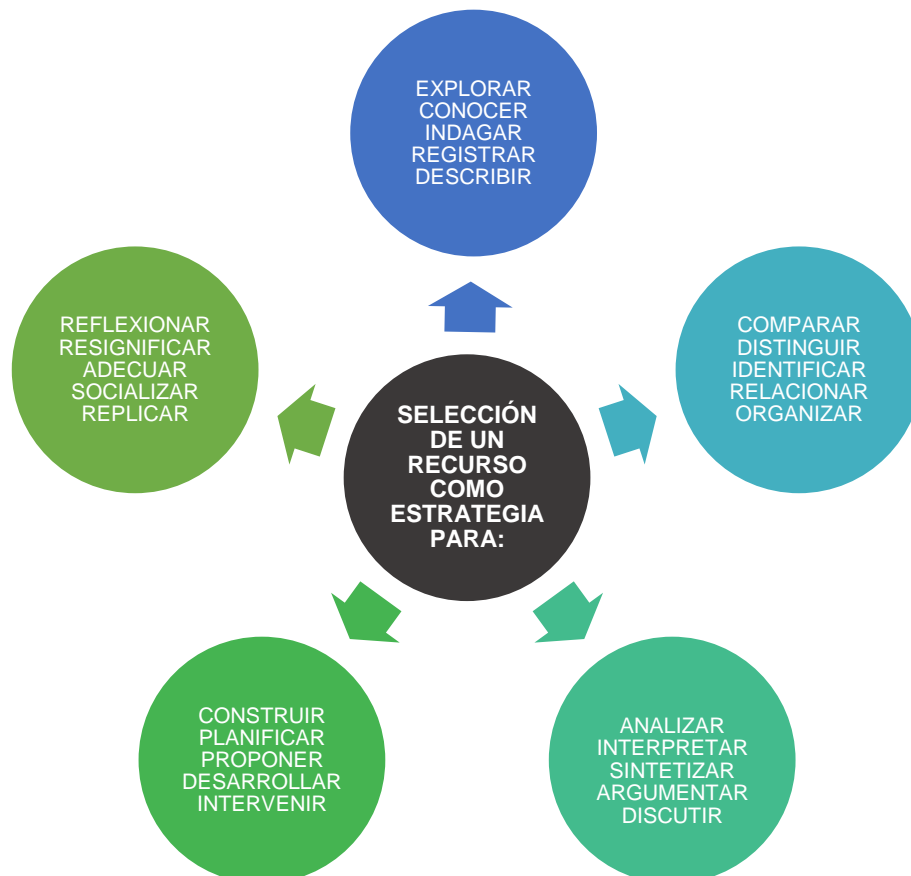 EXPLORAR
CONOCER
INDAGAR
REGISTRAR
DESCRIBIR
REFLEXIONAR
RESIGNIFICAR
ADECUAR
SOCIALIZAR
REPLICAR
SELECCIÓN
DE UN
RECURSO
COMO
ESTRATEGIA
PARA:
COMPARAR
DISTINGUIR
IDENTIFICAR
RELACIONAR
ORGANIZAR
CONSTRUIR
PLANIFICAR
PROPONER
DESARROLLAR
INTERVENIR
ANALIZAR
INTERPRETAR
SINTETIZAR
ARGUMENTAR
DISCUTIR